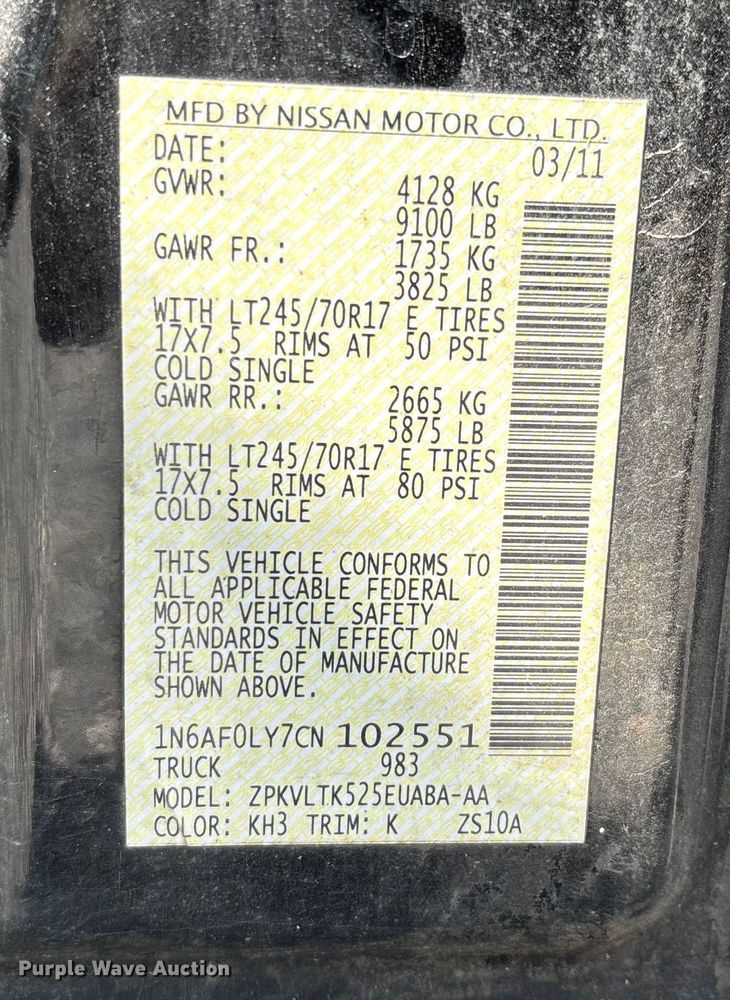 MFD BY NISSAN MOTOR CO., LTD.
DATE: 03/11
GVWR: 4128 KG
9100 LB
GAWR FR.: 1735 KG
3825 LB
WITH LT245/70R17 E TIRES
17X7.5 RIMS AT 50 PSI
COLD SINGLE
GAWR RR.: 2665 KG
5875 LB
WITH LT245/70R17 E TIRES
17X7.5 RIMS AT 80 PSI
COLD SINGLE
THIS VEHICLE CONFORMS TO
ALL APPLICABLE FEDERAL
MOTOR VEHICLE SAFETY
STANDARDS IN EFFECT ON
THE DATE OF MANUFACTURE
SHOWN ABOVE.
1N6AF0LY7CN 102551
TRUCK 983
MODEL: ZPKVLTK525EUABA-AA
COLOR: KH3 TRIM: K ZS10A
Purple Wave Auction